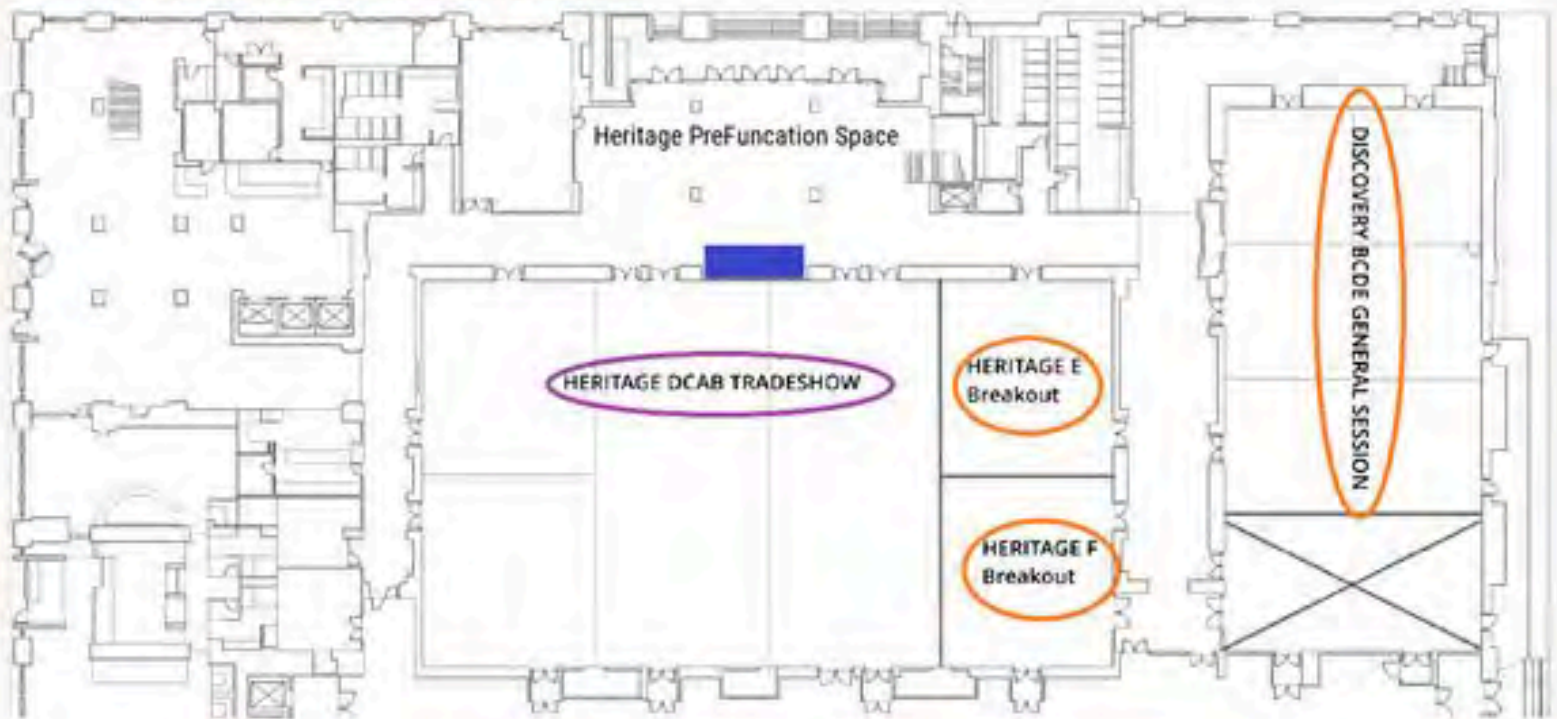 Heritage PreFuncation Space
HERITAGE DCAB TRADESHOW
HERITAGE E
Breakout
HERITAGE F
Breakout
DISCOVERY BCDE GENERAL SESSION